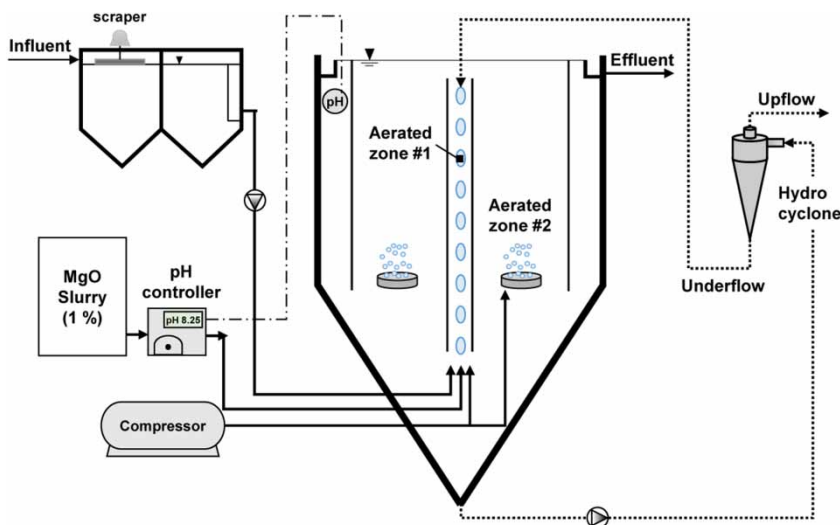 scraper
Influent
Effluent
pH
Upflow
Aerated
zone #1
Hydro
cyclone
Aerated
zone #2
MgO
Slurry
(1 %)
pH
controller
pH 8.25
Underflow
Compressor